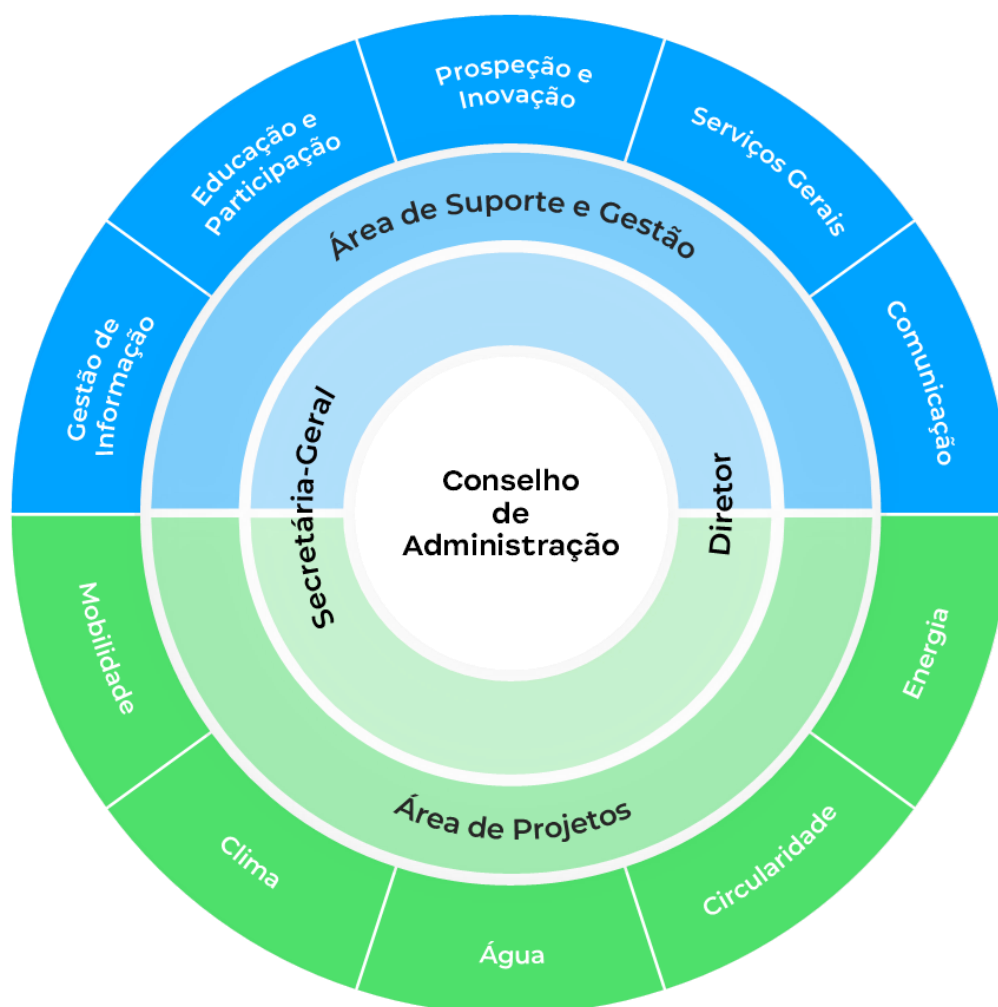 Prospeção e
Inovação
Educação e
Participação
Serviços Gerais
Gestão de
Informação
Comunicação
Área de Suporte e Gestão
Secretária-Geral
Conselho
de
Administração
Diretor
Área de Projetos
Mobilidade
Clima
Água
Circularidade
Energia